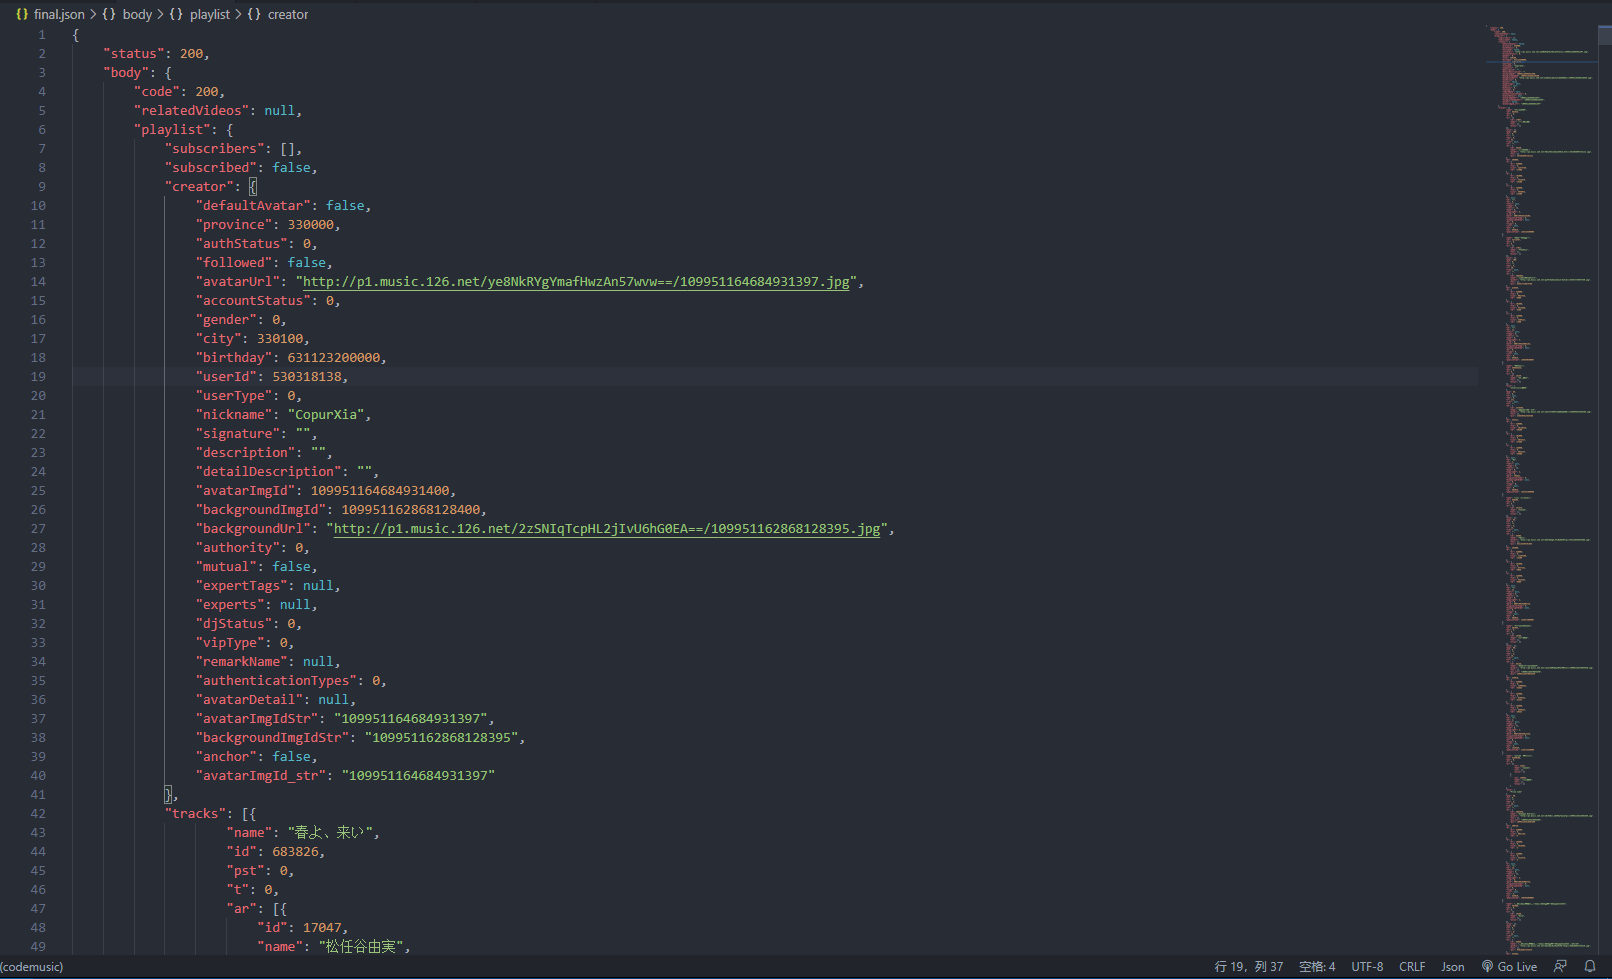 {} final.json > {} body > {} playlist > {} creator
1 {
2 "status": 200,
3 "body": {
4 "code": 200,
5 "relatedVideos": null,
6 "playlist": {
7 "subscribers": [],
8 "subscribed": false,
9 "creator": {
10 "defaultAvatar": false,
11 "province": 330000,
12 "authStatus": 0,
13 "followed": false,
14 "avatarUrl": "http://p1.music.126.net/ye8NkRYgYmafHwzAn57wvw==/109951164684931397.jpg",
15 "accountStatus": 0,
16 "gender": 0,
17 "city": 330100,
18 "birthday": 631123200000,
19 "userId": 530318138,
20 "userType": 0,
21 "nickname": "CopurXia",
22 "signature": "",
23 "description": "",
24 "detailDescription": "",
25 "avatarImgId": 109951164684931400,
26 "backgroundImgId": 109951162868128400,
27 "backgroundUrl": "http://p1.music.126.net/2zSNIqTcpHL2jIvU6hG0EA==/109951162868128395.jpg",
28 "authority": 0,
29 "mutual": false,
30 "expertTags": null,
31 "experts": null,
32 "djStatus": 0,
33 "vipType": 0,
34 "remarkName": null,
35 "authenticationTypes": 0,
36 "avatarDetail": null,
37 "avatarImgIdStr": "109951164684931397",
38 "backgroundImgIdStr": "109951162868128395",
39 "anchor": false,
40 "avatarImgId_str": "109951164684931397"
41 },
42 "tracks": [{
43 "name": "春よ、来い",
44 "id": 683826,
45 "pst": 0,
46 "t": 0,
47 "ar": [{
48 "id": 17047,
49 "name": "松任谷由実",
(codemusic) 行 19，列 37 空格: 4 UTF-8 CRLF Json Go Live